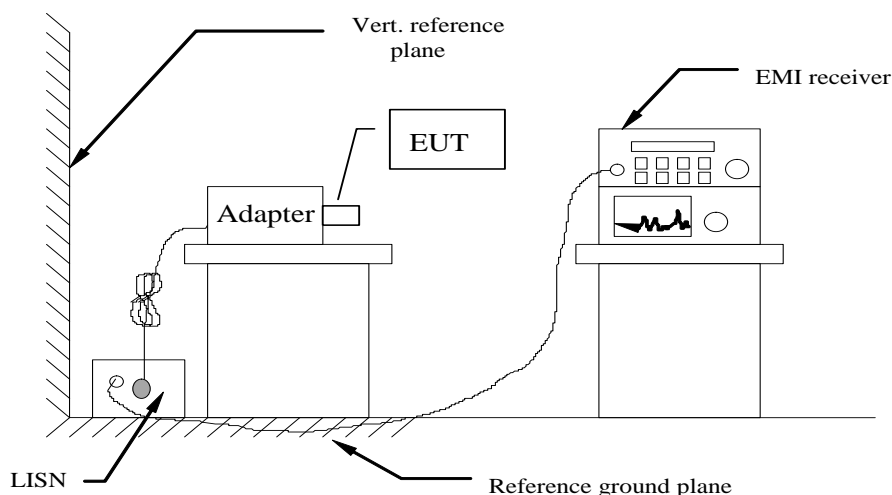 Vert. reference
plane
EMI receiver
EUT
Adapter
LISN
Reference ground plane